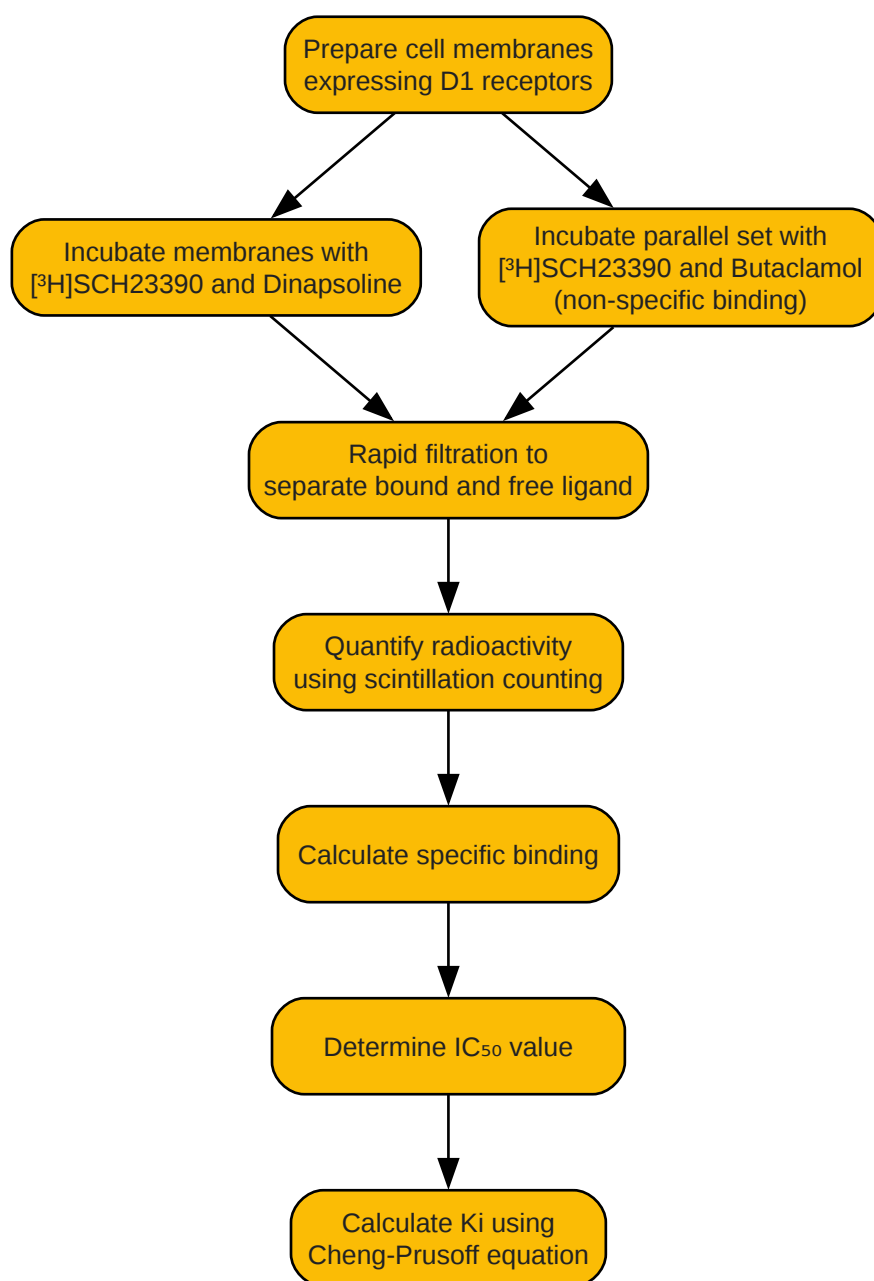 Prepare cell membranes
expressing D1 receptors
Incubate membranes with
[³H]SCH23390 and Dinapsoline
Incubate parallel set with
[³H]SCH23390 and Butaclamol
(non-specific binding)
Rapid filtration to
separate bound and free ligand
Quantify radioactivity
using scintillation counting
Calculate specific binding
Determine IC₅₀ value
Calculate Ki using
Cheng-Prusoff equation